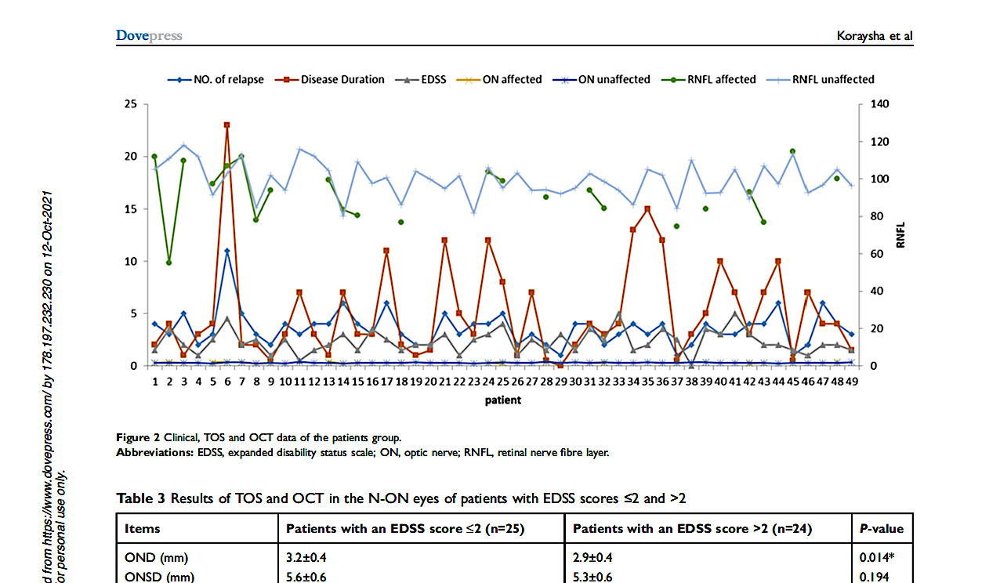 Dovepress
Koraysha et al
NO. of relapse Disease Duration EDSS ON affected ON unaffected RNFL affected RNFL unaffected
25
20
15
10
5
0
140
120
100
80
60
40
20
0
RNFL
1 2 3 4 5 6 7 8 9 10 11 12 13 14 15 16 17 18 19 20 21 22 23 24 25 26 27 28 29 30 31 32 33 34 35 36 37 38 39 40 41 42 43 44 45 46 47 48 49
patient
Figure 2 Clinical, TOS and OCT data of the patients group.
Abbreviations: EDSS, expanded disability status scale; ON, optic nerve; RNFL, retinal nerve fibre layer.
Table 3 Results of TOS and OCT in the N-ON eyes of patients with EDSS scores ≤2 and >2
Items Patients with an EDSS score ≤2 (n=25) Patients with an EDSS score >2 (n=24) P-value
OND (mm) 3.2±0.4 2.9±0.4 0.014*
ONSD (mm) 5.6±0.6 5.3±0.6 0.194
d from https://www.dovepress.com/ by 178.197.232.230 on 12-Oct-2021
or personal use only.